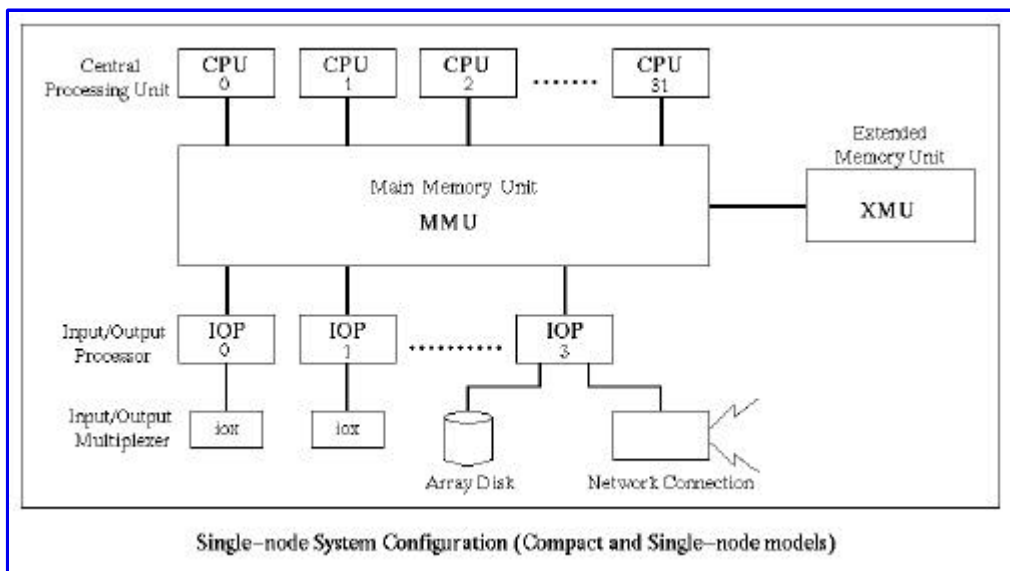 Central
Processing Unit
CPU
0
CPU
1
CPU
2
........
CPU
31
Extended
Memory Unit
Main Memory Unit
MMU
XMU
Input/Output
Processor
IOP
0
IOP
1
..........
IOP
3
Input/Output
Multiplexer
iox
iox
Array Disk
Network Connection
Single-node System Configuration (Compact and Single-node models)